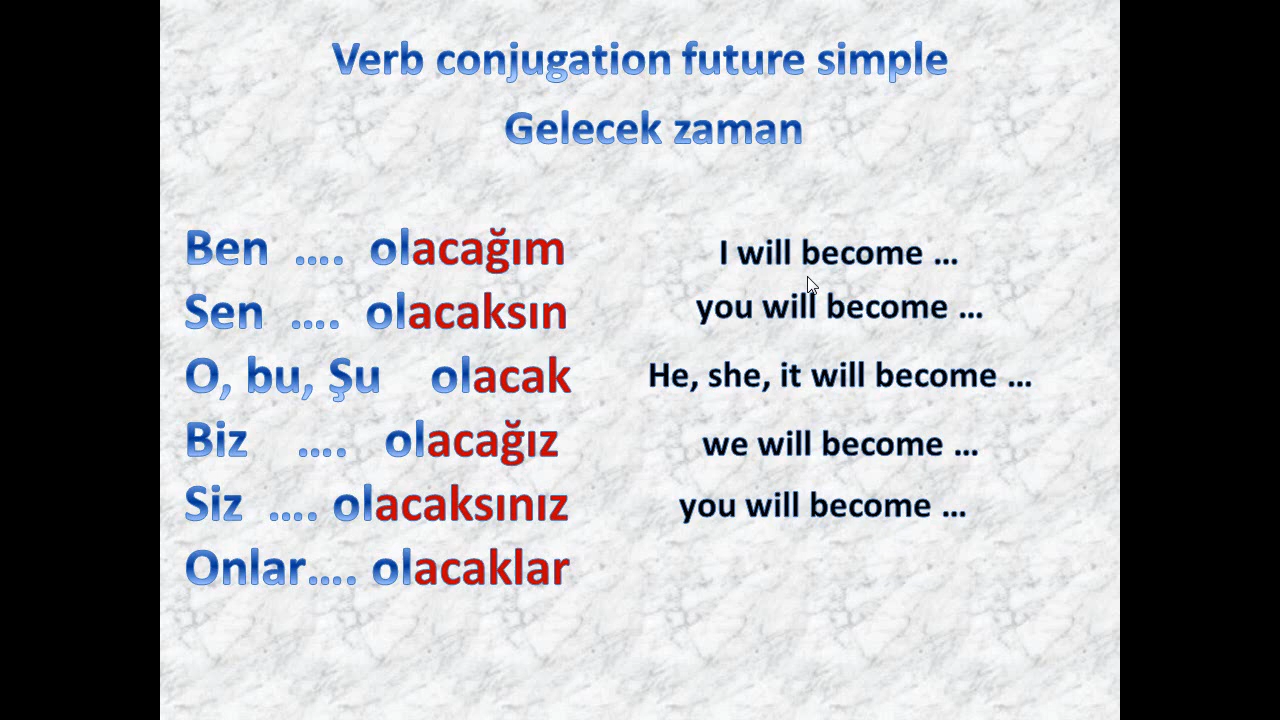 Verb conjugation future simple
Gelecek zaman
Ben …. olacağım
I will become …
Sen …. olacaksın
you will become …
O, bu, Şu olacak
He, she, it will become …
Biz …. olacağız
we will become …
Siz …. olacaksınız
you will become …
Onlar…. olacaklar